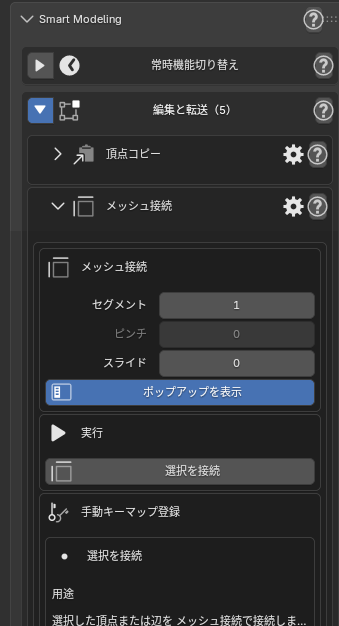 Smart Modeling
常時機能切り替え
編集と転送（5）
頂点コピー
メッシュ接続
メッシュ接続
セグメント 1
ピンチ 0
スライド 0
ポップアップを表示
実行
選択を接続
手動キーマップ登録
選択を接続
用途
選択した頂点または辺を メッシュ接続で接続しま...